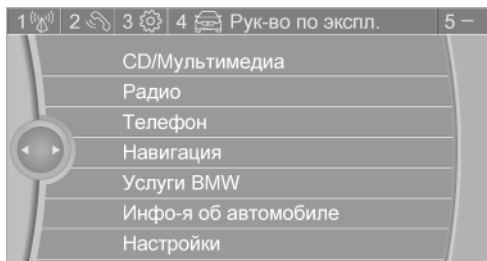 1 2 3 4 Рук-во по экспл. 5 –
CD/Мультимедиа
Радио
Телефон
Навигация
Услуги BMW
Инфо-я об автомобиле
Настройки